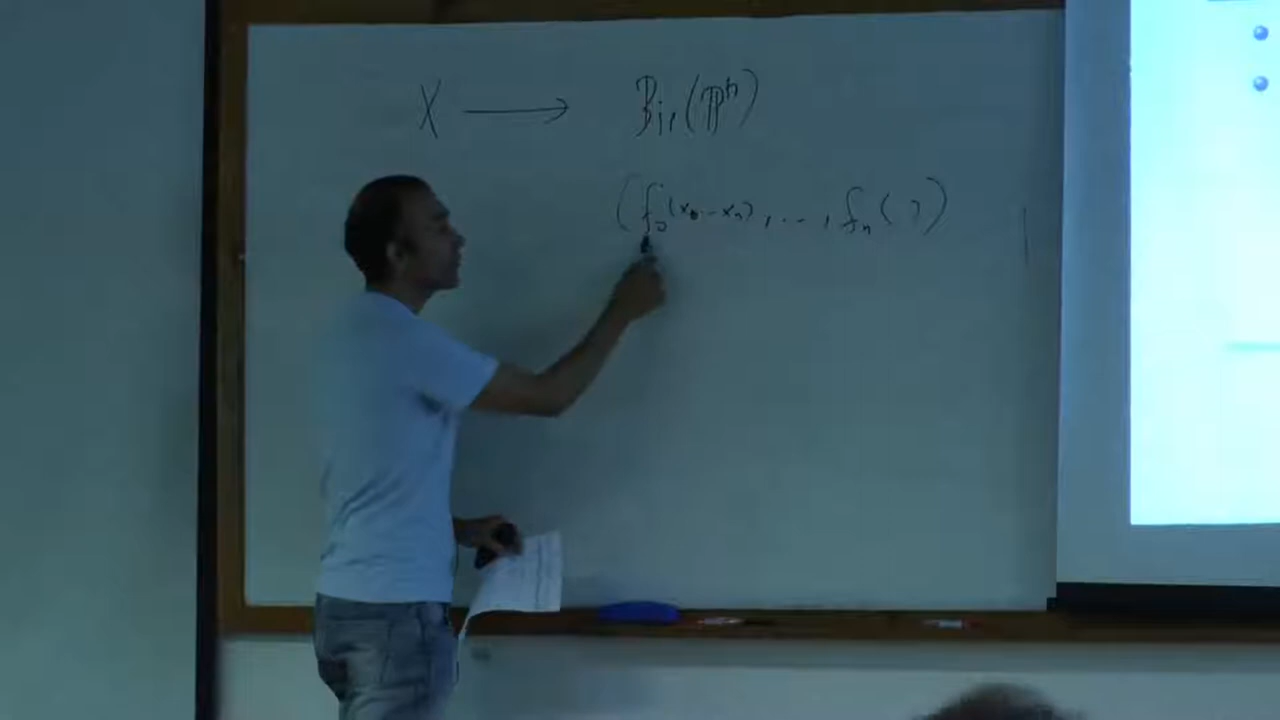 X ⟶ Bir(ℙⁿ)
(f₀(x₀–xₙ), ..., fₙ( ))